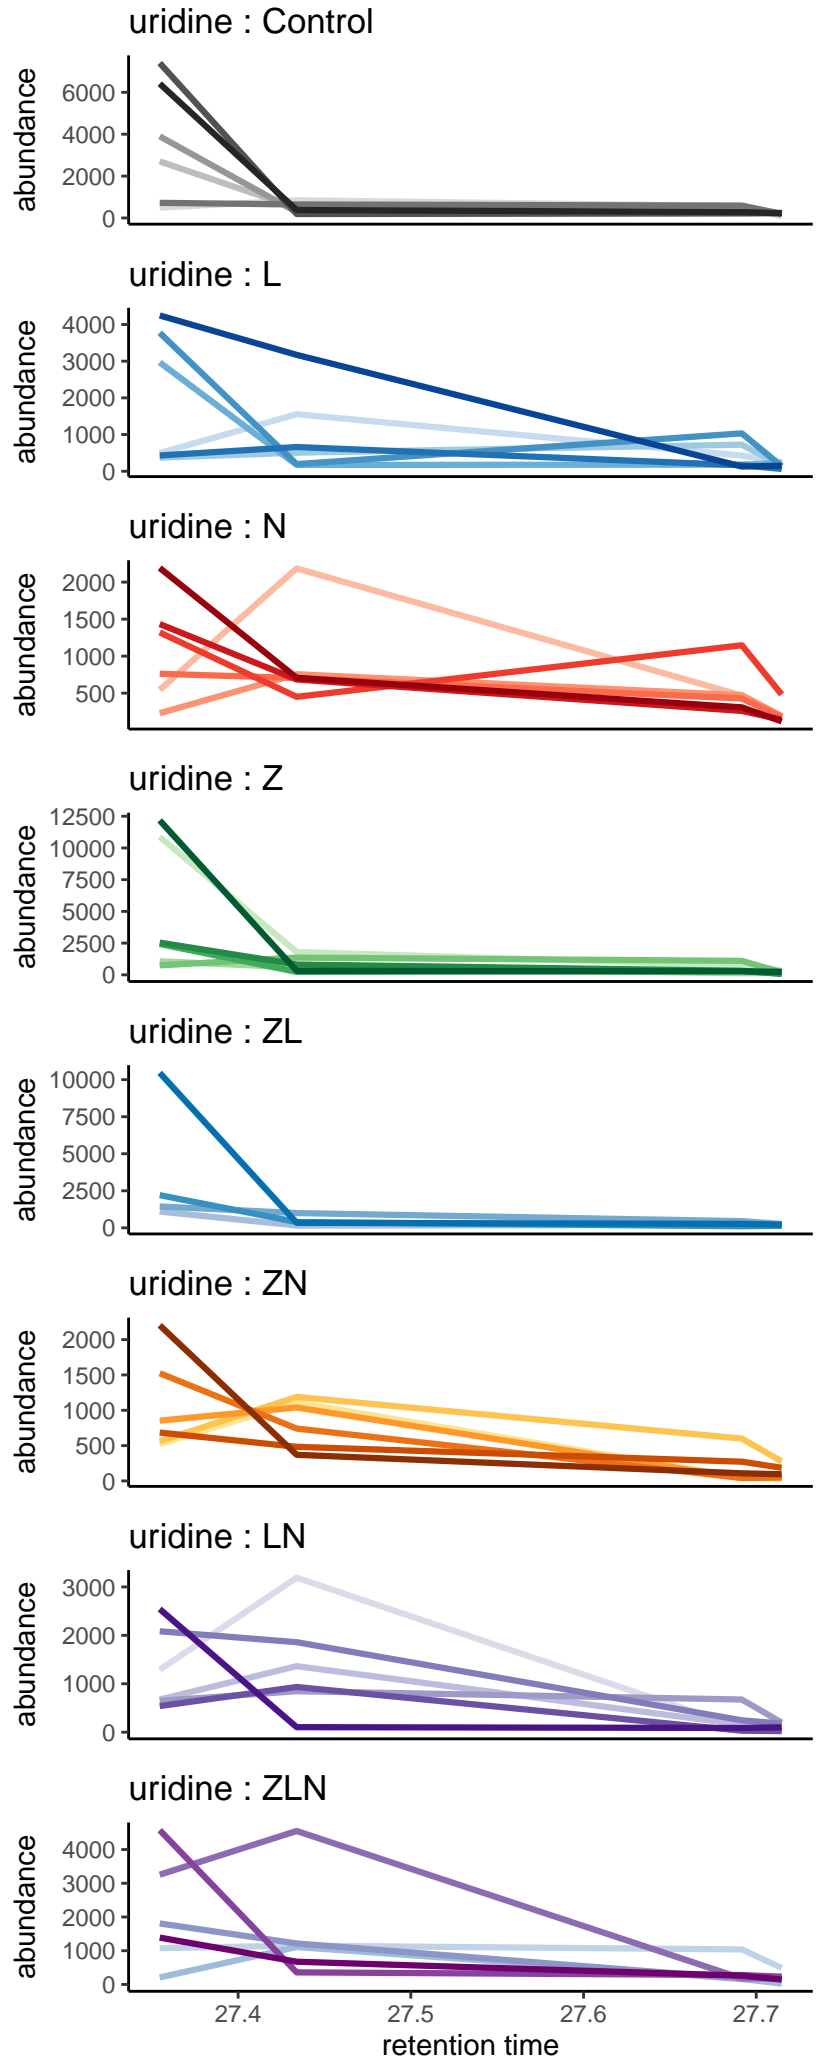 uridine : Control
abundance
6000
4000
2000
0
uridine : L
abundance
4000
3000
2000
1000
0
uridine : N
abundance
2000
1500
1000
500
uridine : Z
abundance
12500
10000
7500
5000
2500
0
uridine : ZL
abundance
10000
7500
5000
2500
0
uridine : ZN
abundance
2000
1500
1000
500
0
uridine : LN
abundance
3000
2000
1000
0
uridine : ZLN
abundance
4000
3000
2000
1000
0
27.4 27.5 27.6 27.7
retention time